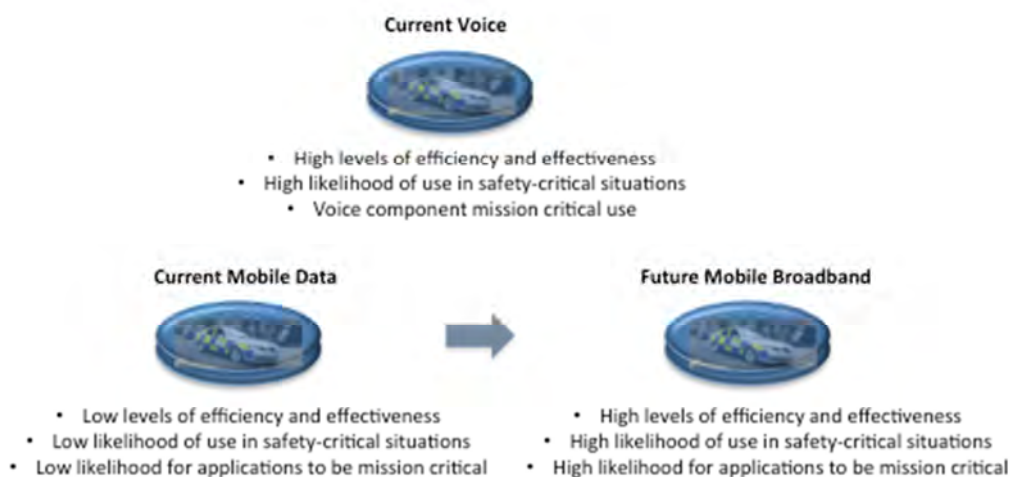 Current Voice
• High levels of efficiency and effectiveness
• High likelihood of use in safety-critical situations
• Voice component mission critical use
Current Mobile Data
• Low levels of efficiency and effectiveness
• Low likelihood of use in safety-critical situations
• Low likelihood for applications to be mission critical
Future Mobile Broadband
• High levels of efficiency and effectiveness
• High likelihood of use in safety-critical situations
• High likelihood for applications to be mission critical